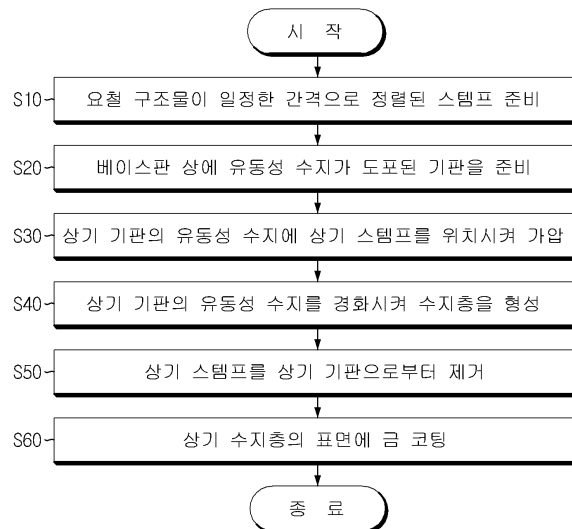 시 작
S10 요철 구조물이 일정한 간격으로 정렬된 스템프 준비
S20 베이스판 상에 유동성 수지가 도포된 기판을 준비
S30 상기 기판의 유동성 수지에 상기 스템프를 위치시켜 가압
S40 상기 기판의 유동성 수지를 경화시켜 수지층을 형성
S50 상기 스템프를 상기 기판으로부터 제거
S60 상기 수지층의 표면에 금 코팅
종 료